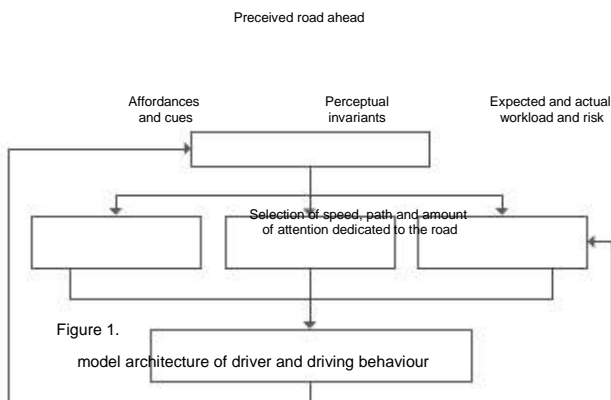 Preceived road ahead
Affordances
and cues
Perceptual
invariants
Expected and actual
workload and risk
Selection of speed, path and amount
of attention dedicated to the road
Figure 1.
model architecture of driver and driving behaviour